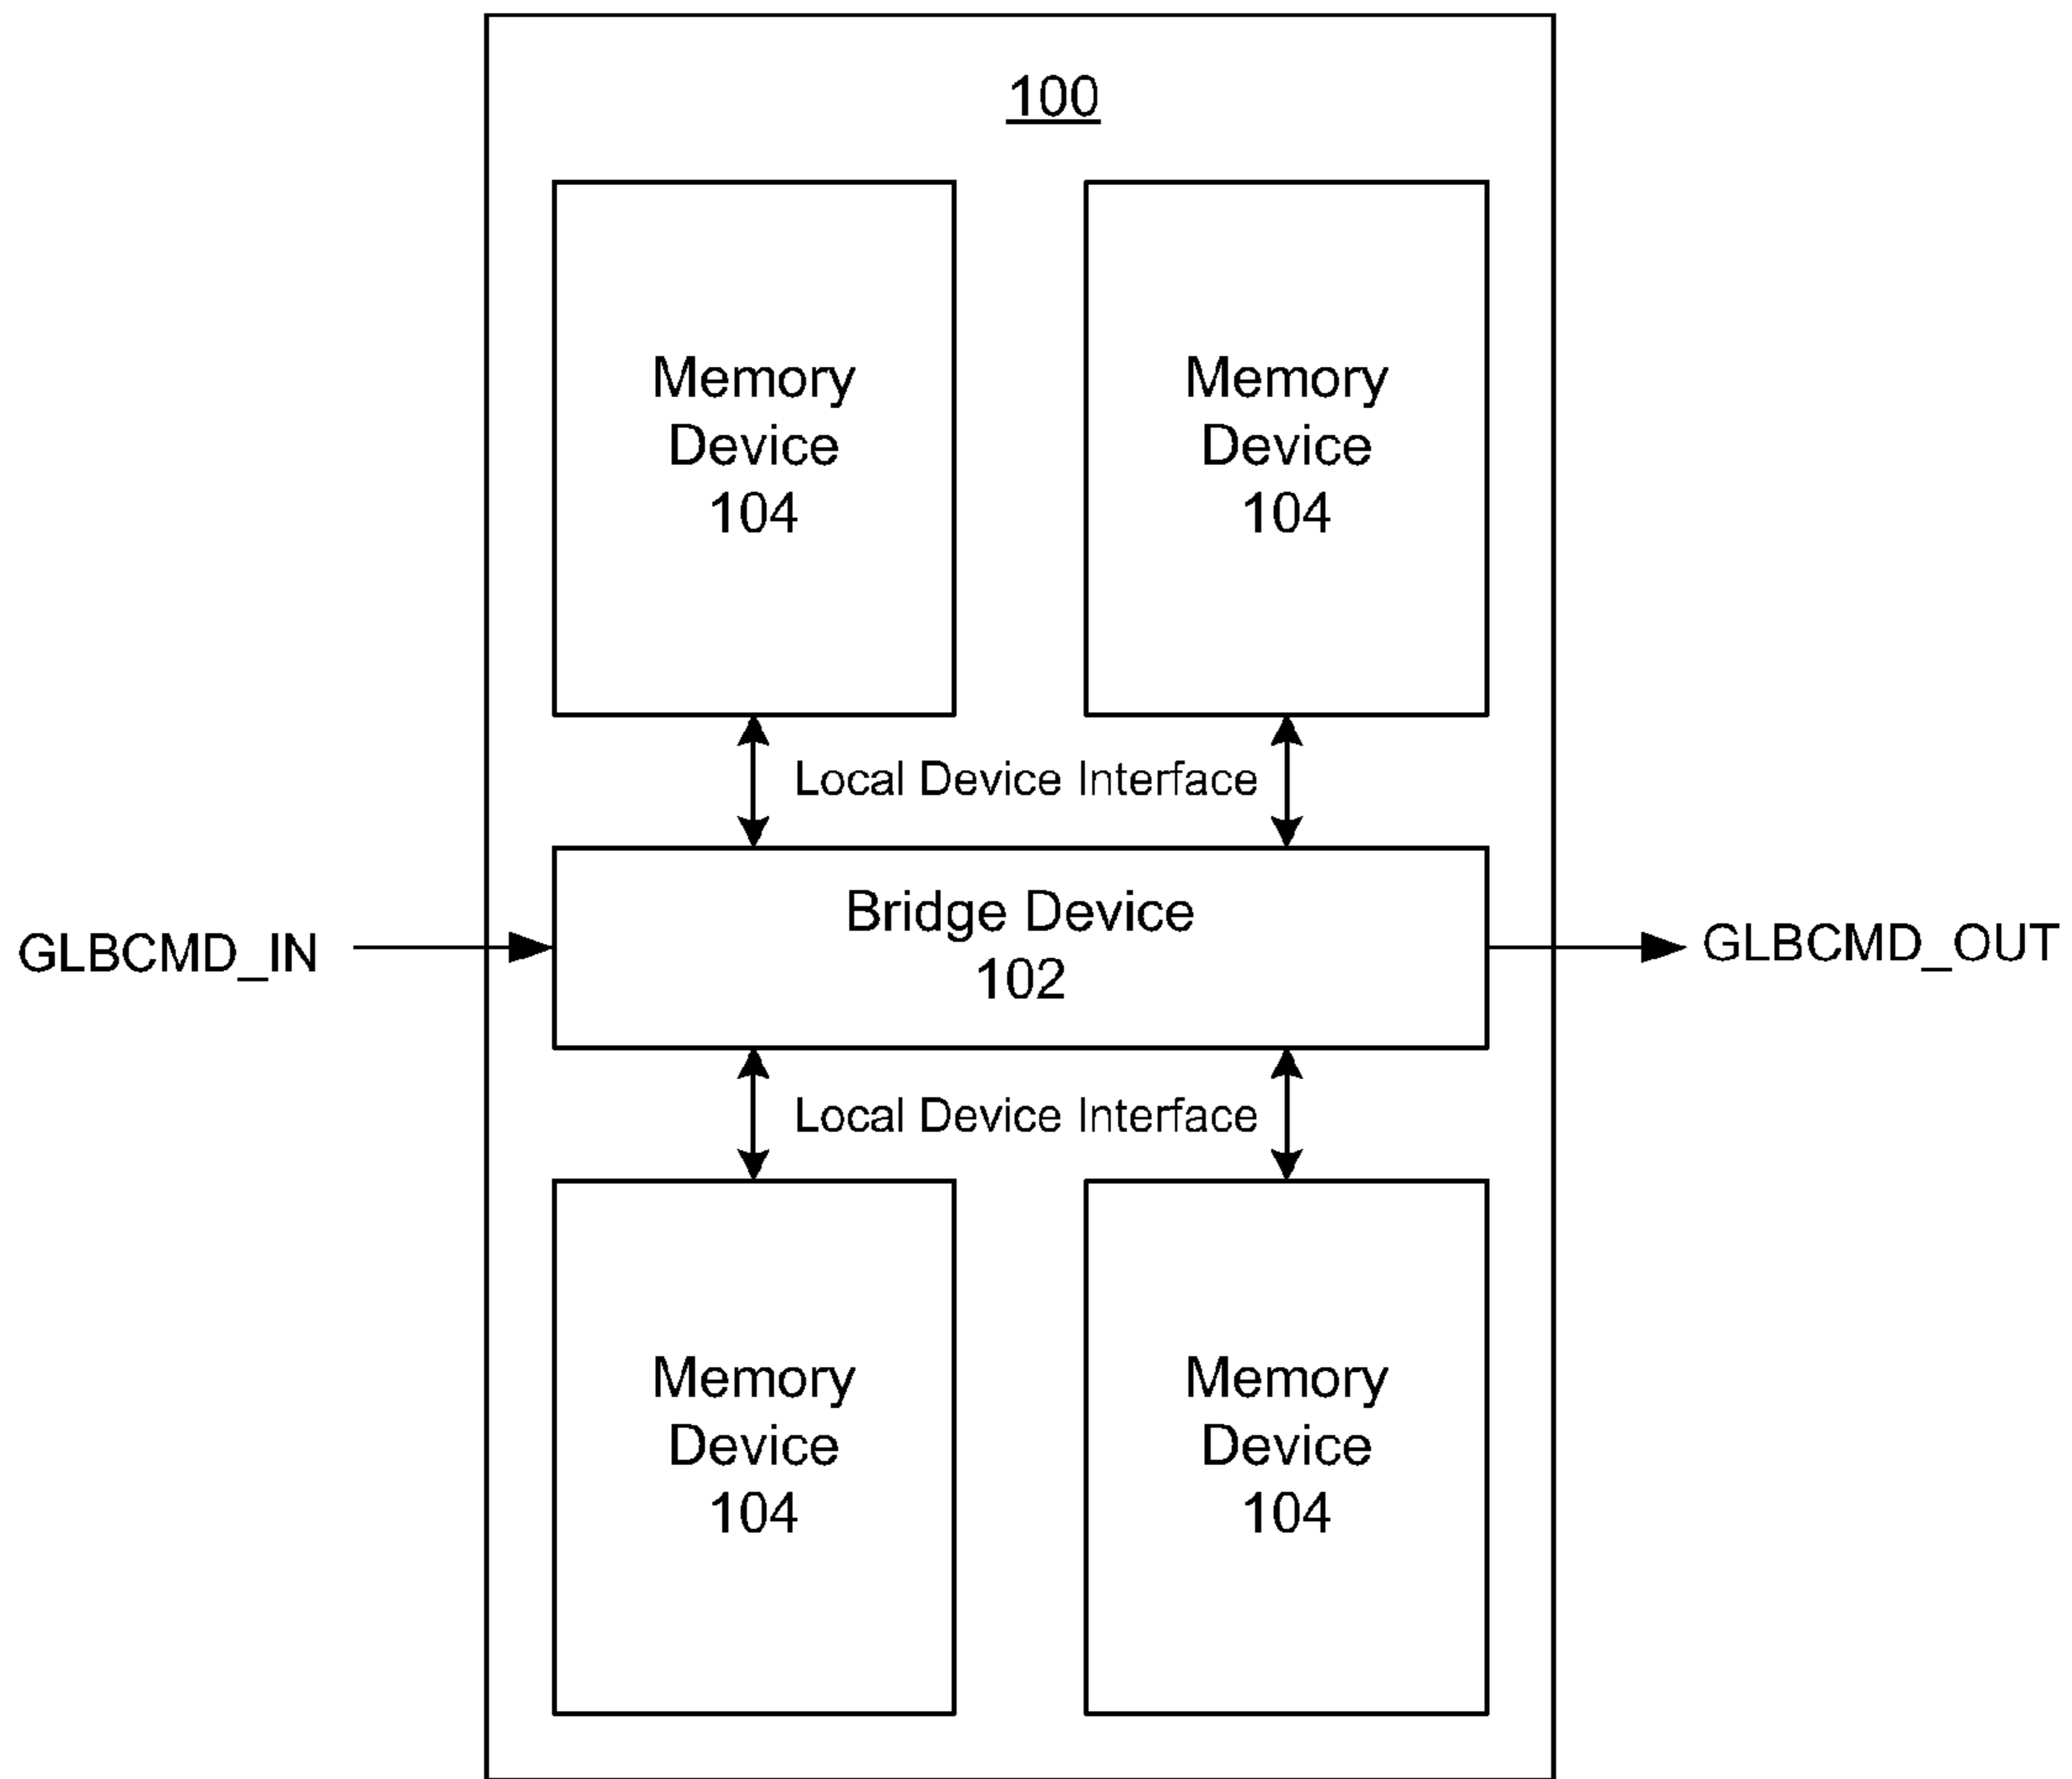 100
Memory
Device
104
Memory
Device
104
Local Device Interface
Bridge Device
102
GLBCMD_IN
GLBCMD_OUT
Local Device Interface
Memory
Device
104
Memory
Device
104